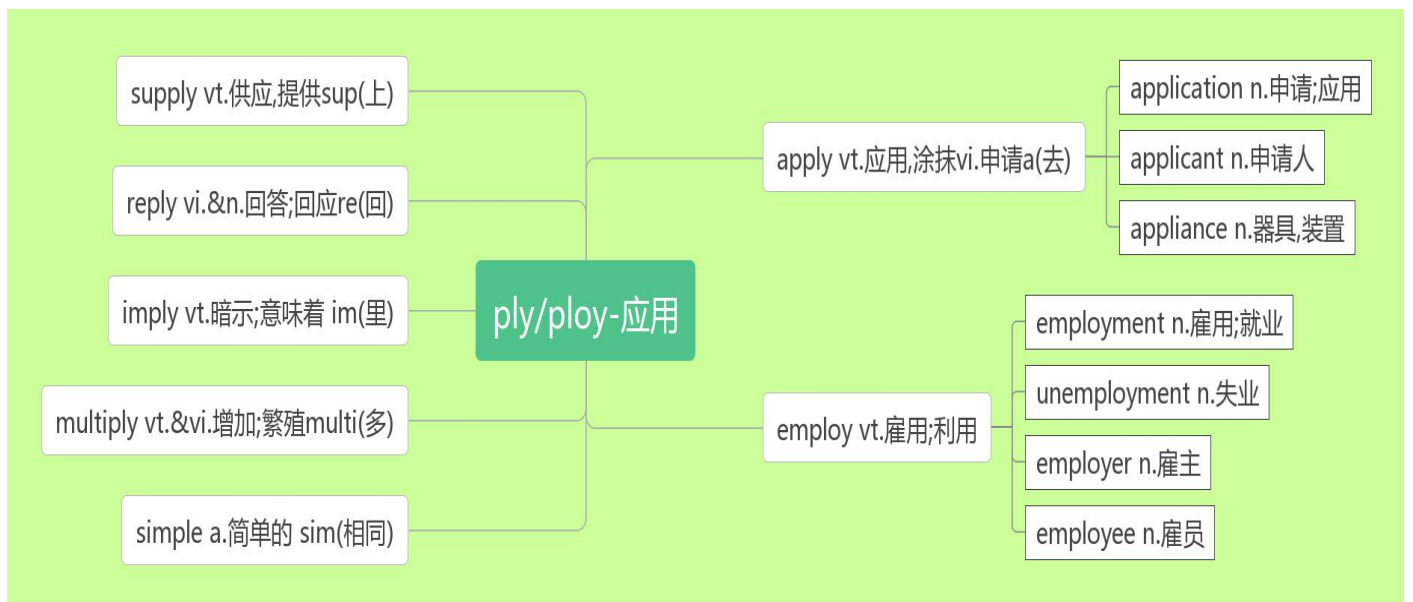 supply vt.供应,提供sup(上)
reply vi.&n.回答;回应re(回)
imply vt.暗示;意味着 im(里)
multiply vt.&vi.增加;繁殖multi(多)
simple a.简单的 sim(相同)
ply/ploy-应用
apply vt.应用,涂抹vi.申请a(去)
application n.申请;应用
applicant n.申请人
appliance n.器具,装置
employ vt.雇用;利用
employment n.雇用;就业
unemployment n.失业
employer n.雇主
employee n.雇员